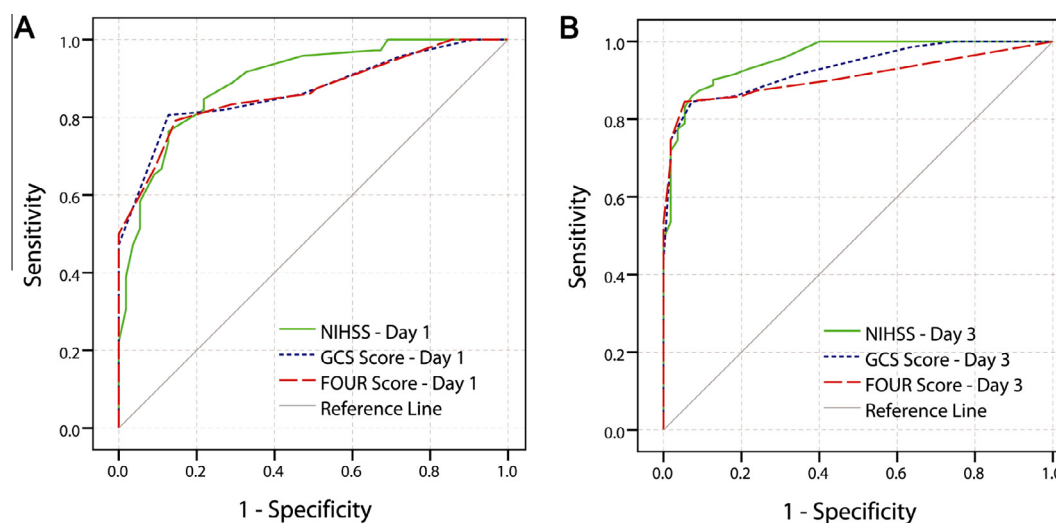 A
Sensitivity
1.0
0.8
0.6
0.4
0.2
0.0
NIHSS - Day 1
GCS Score - Day 1
FOUR Score - Day 1
Reference Line
0.0 0.2 0.4 0.6 0.8 1.0
1 - Specificity
B
Sensitivity
1.0
0.8
0.6
0.4
0.2
0.0
NIHSS - Day 3
GCS Score - Day 3
FOUR Score - Day 3
Reference Line
0.0 0.2 0.4 0.6 0.8 1.0
1 - Specificity